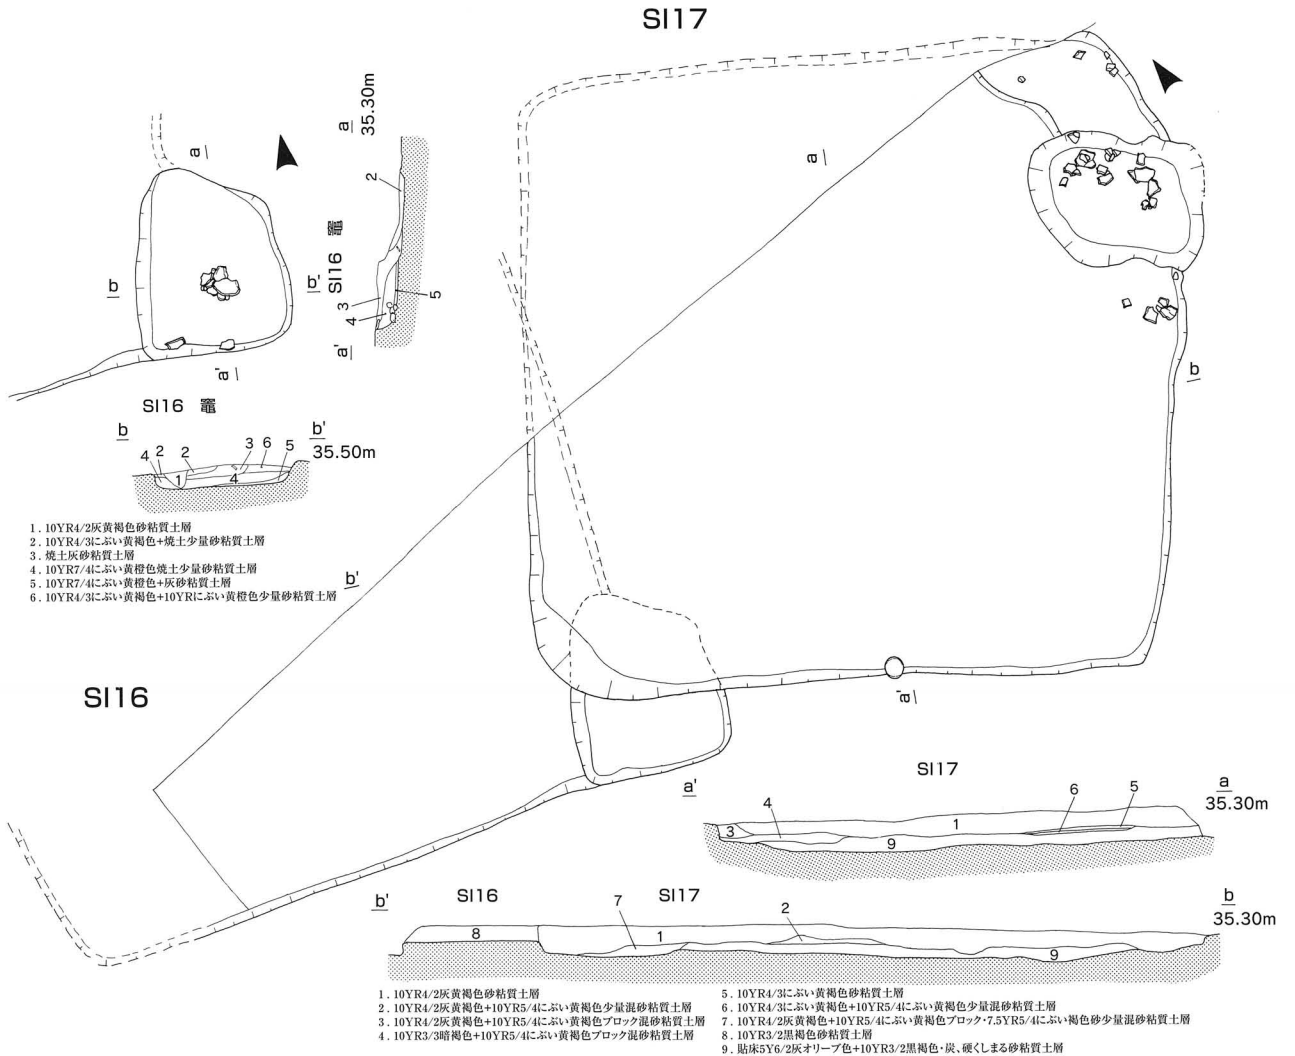 SI17
a
35.30m
a
2
SI16 竈
3
4
5
a'
a
b
b'
a'
SI16 竈
b
b'
35.50m
4
2
2
3
6
5
1
4
1 . 10YR4/2灰黄褐色砂粘質土層
2 . 10YR4/3にぶい黄褐色+焼土少量砂粘質土層
3 . 焼土灰砂粘質土層
4 . 10YR7/4にぶい黄橙色焼土少量砂粘質土層
5 . 10YR7/4にぶい黄橙色+灰砂粘質土層
6 . 10YR4/3にぶい黄褐色+10YRにぶい黄橙色少量砂粘質土層
b'
b
SI16
a'
SI17
a'
a
35.30m
4
6
5
3
1
9
b'
SI16
SI17
b
35.30m
7
2
8
1
9
1 . 10YR4/2灰黄褐色砂粘質土層
2 . 10YR4/2灰黄褐色+10YR5/4にぶい黄褐色少量混砂粘質土層
3 . 10YR4/2灰黄褐色+10YR5/4にぶい黄褐色ブロック混砂粘質土層
4 . 10YR3/3暗褐色+10YR5/4にぶい黄褐色ブロック混砂粘質土層
5 . 10YR4/3にぶい黄褐色砂粘質土層
6 . 10YR4/3にぶい黄褐色+10YR5/4にぶい黄褐色少量混砂粘質土層
7 . 10YR4/2灰黄褐色+10YR5/4にぶい黄褐色ブロック・7.5YR5/4にぶい褐色砂少量混砂粘質土層
8 . 10YR3/2黒褐色砂粘質土層
9 . 貼床5Y6/2灰オリーブ色+10YR3/2黒褐色・炭、硬くしまる砂粘質土層